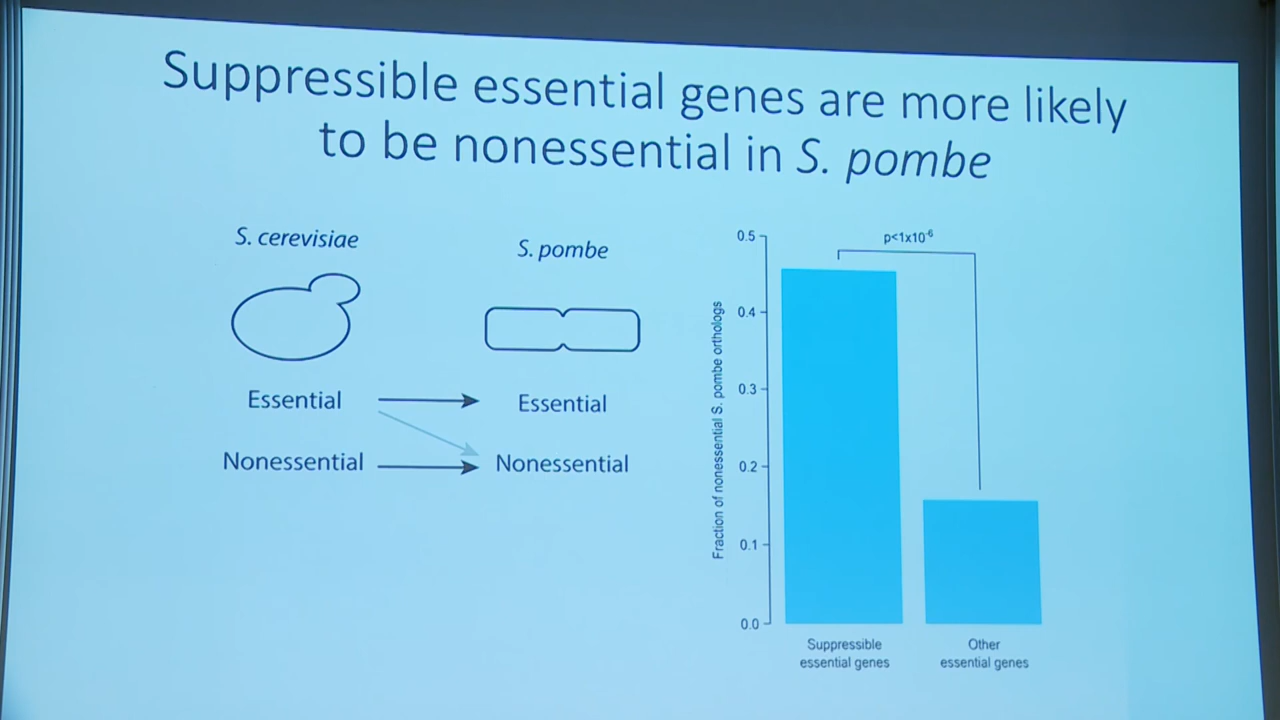 Suppressible essential genes are more likely
to be nonessential in S. pombe
S. cerevisiae
S. pombe
Essential
Essential
Nonessential
Nonessential
p<1x10⁻⁶
Fraction of nonessential S. pombe orthologs
0.5
0.4
0.3
0.2
0.1
0.0
Suppressible
essential genes
Other
essential genes